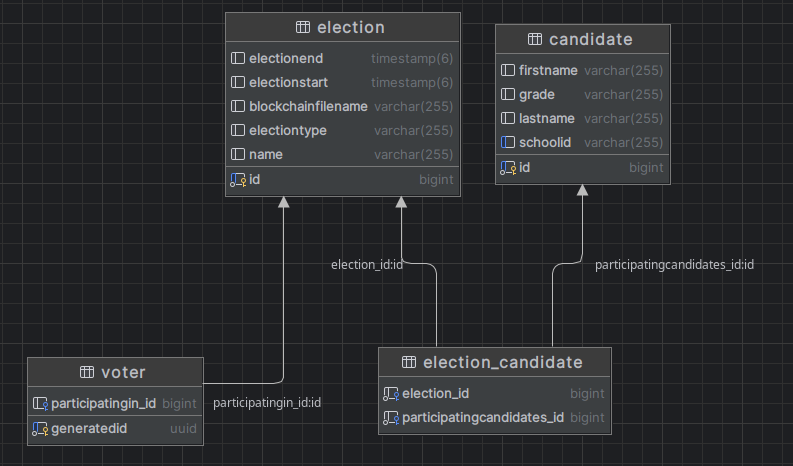 election
electionend timestamp(6)
electionstart timestamp(6)
blockchainfilename varchar(255)
electiontype varchar(255)
name varchar(255)
id bigint
candidate
firstname varchar(255)
grade varchar(255)
lastname varchar(255)
schoolid varchar(255)
id bigint
election_id:id
participatingcandidates_id:id
voter
participatingin_id bigint
generatedid uuid
participatingin_id:id
election_candidate
election_id bigint
participatingcandidates_id bigint